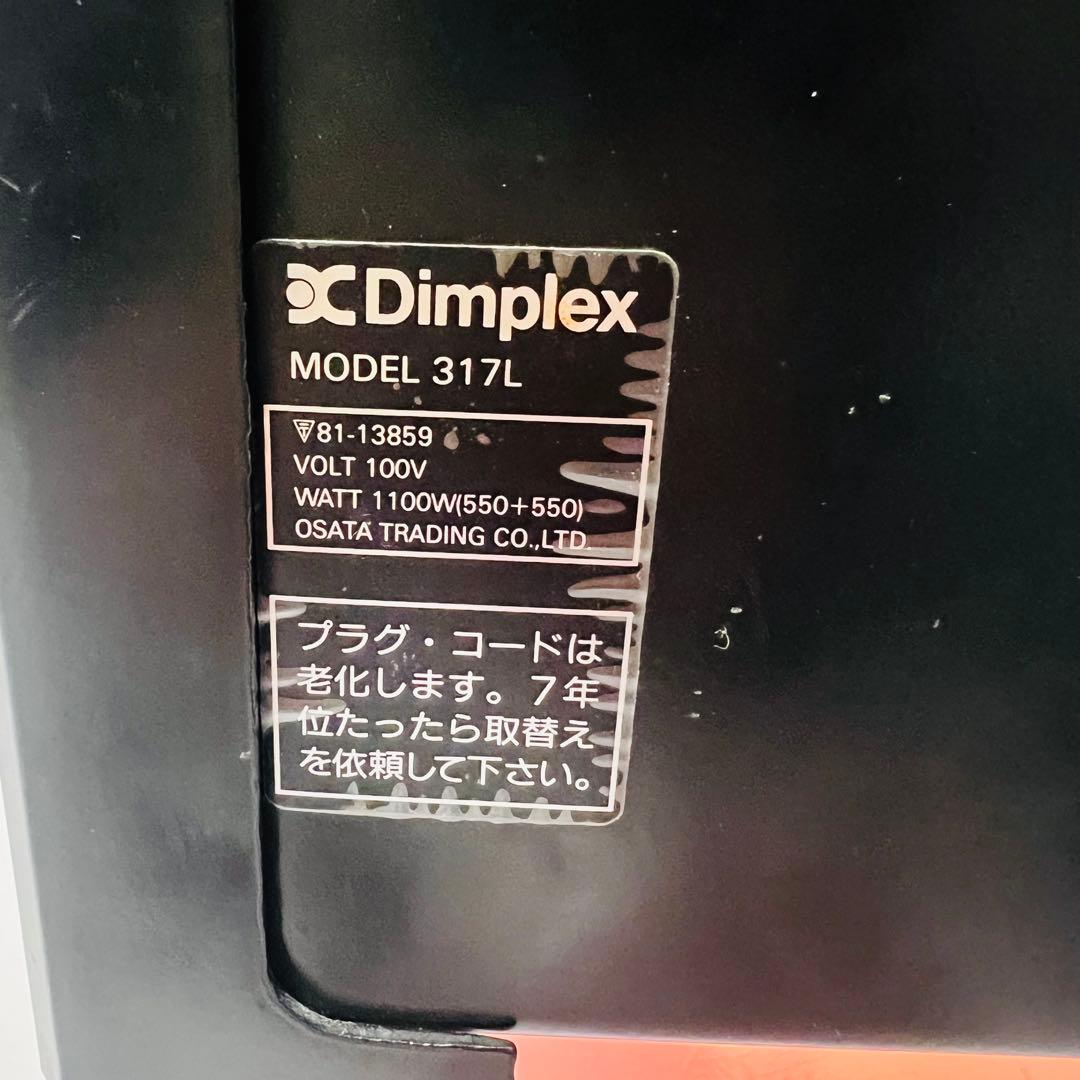 Dimplex
MODEL 317L
81-13859
VOLT 100V
WATT 1100W(550+550)
OSATA TRADING CO.,LTD.
プラグ・コードは
老化します。7年
位たったら取替え
を依頼して下さい。